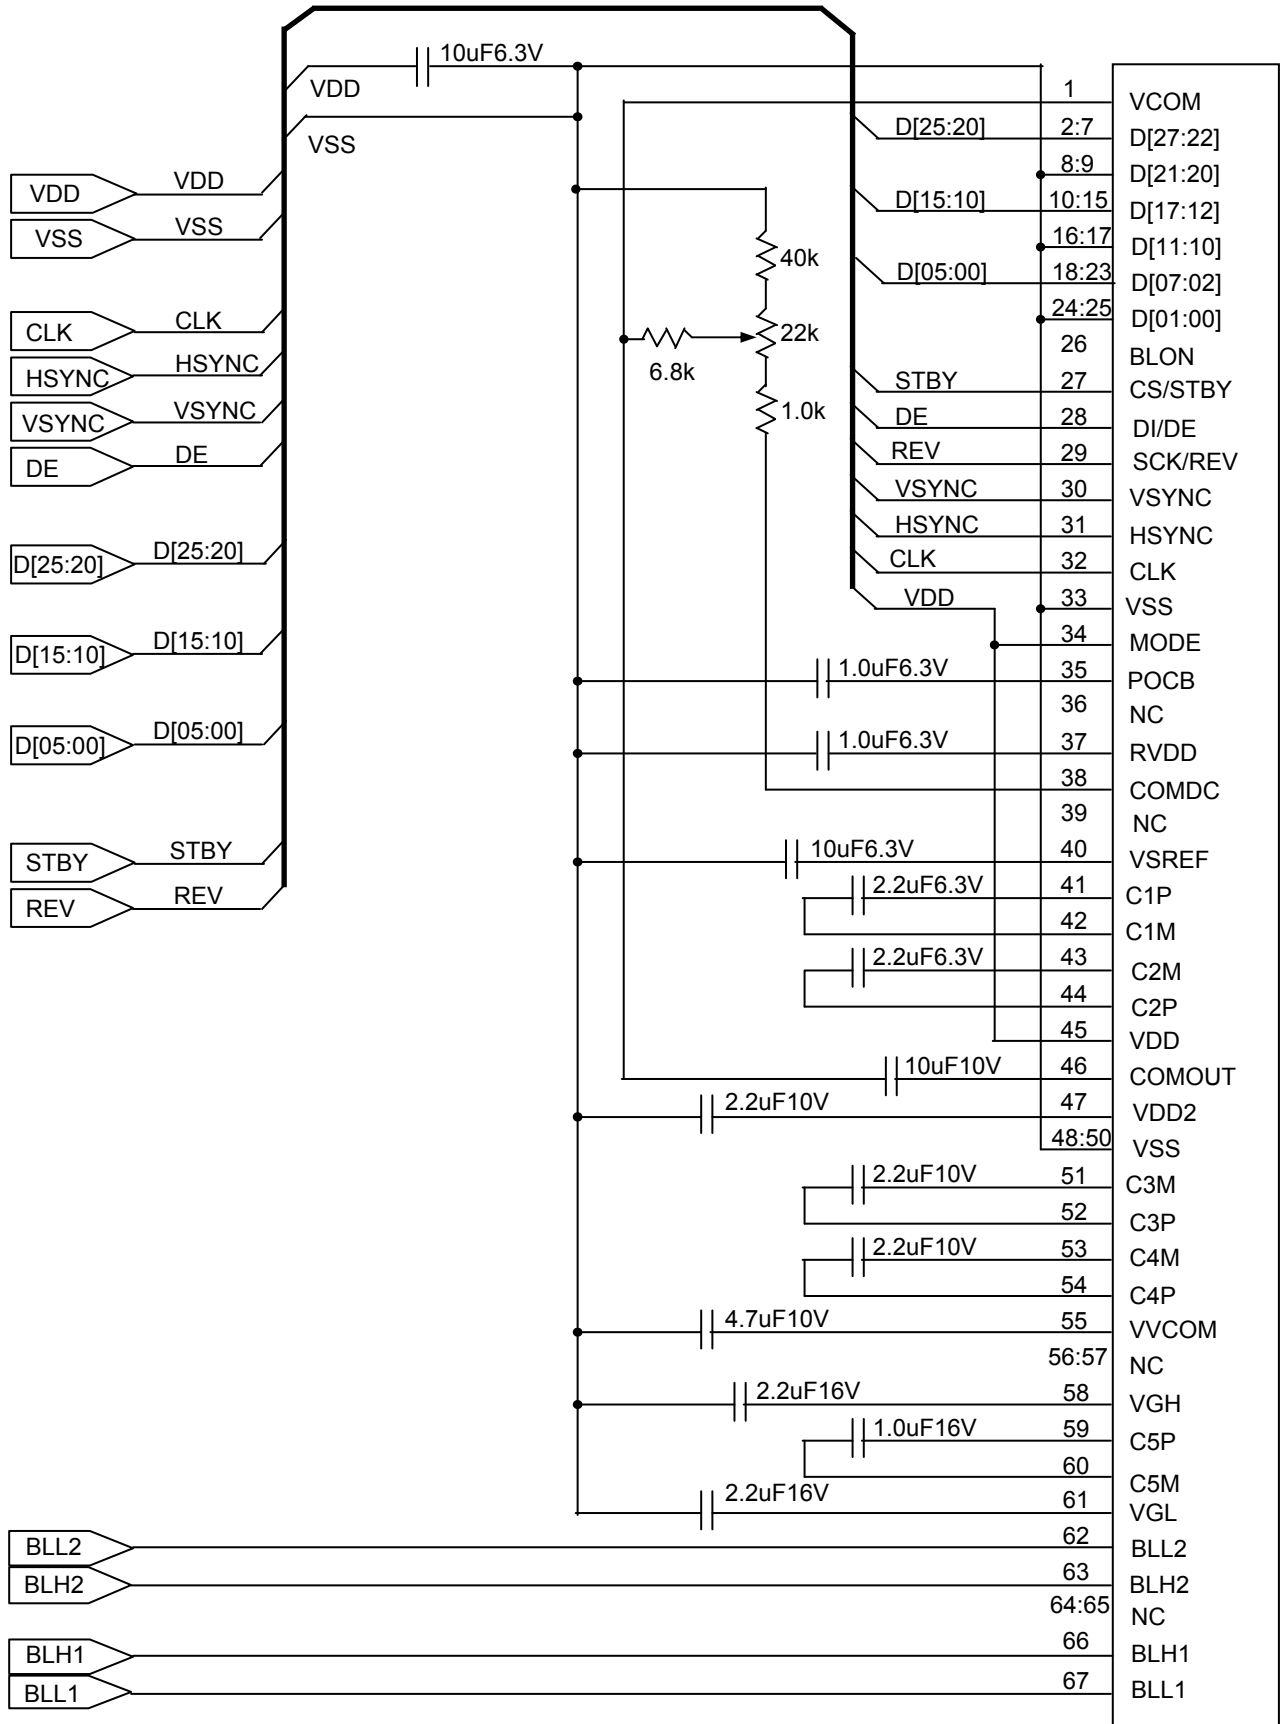 10uF6.3V
VDD
VSS
VDD VDD
VSS VSS
CLK CLK
HSYNC HSYNC
VSYNC VSYNC
DE DE
D[25:20] D[25:20]
D[15:10] D[15:10]
D[05:00] D[05:00]
STBY STBY
REV REV
40k
22k
6.8k
1.0k
1 VCOM
D[25:20] 2:7 D[27:22]
8:9 D[21:20]
D[15:10] 10:15 D[17:12]
16:17 D[11:10]
D[05:00] 18:23 D[07:02]
24:25 D[01:00]
26 BLON
STBY 27 CS/STBY
DE 28 DI/DE
REV 29 SCK/REV
VSYNC 30 VSYNC
HSYNC 31 HSYNC
CLK 32 CLK
VDD 33 VSS
34 MODE
1.0uF6.3V 35 POCB
36 NC
1.0uF6.3V 37 RVDD
38 COMDC
39 NC
10uF6.3V 40 VSREF
2.2uF6.3V 41 C1P
42 C1M
2.2uF6.3V 43 C2M
44 C2P
45 VDD
10uF10V 46 COMOUT
2.2uF10V 47 VDD2
48:50 VSS
2.2uF10V 51 C3M
52 C3P
2.2uF10V 53 C4M
54 C4P
4.7uF10V 55 VVCOM
56:57 NC
2.2uF16V 58 VGH
1.0uF16V 59 C5P
60 C5M
2.2uF16V 61 VGL
BLL2 62 BLL2
BLH2 63 BLH2
64:65 NC
BLH1 66 BLH1
BLL1 67 BLL1